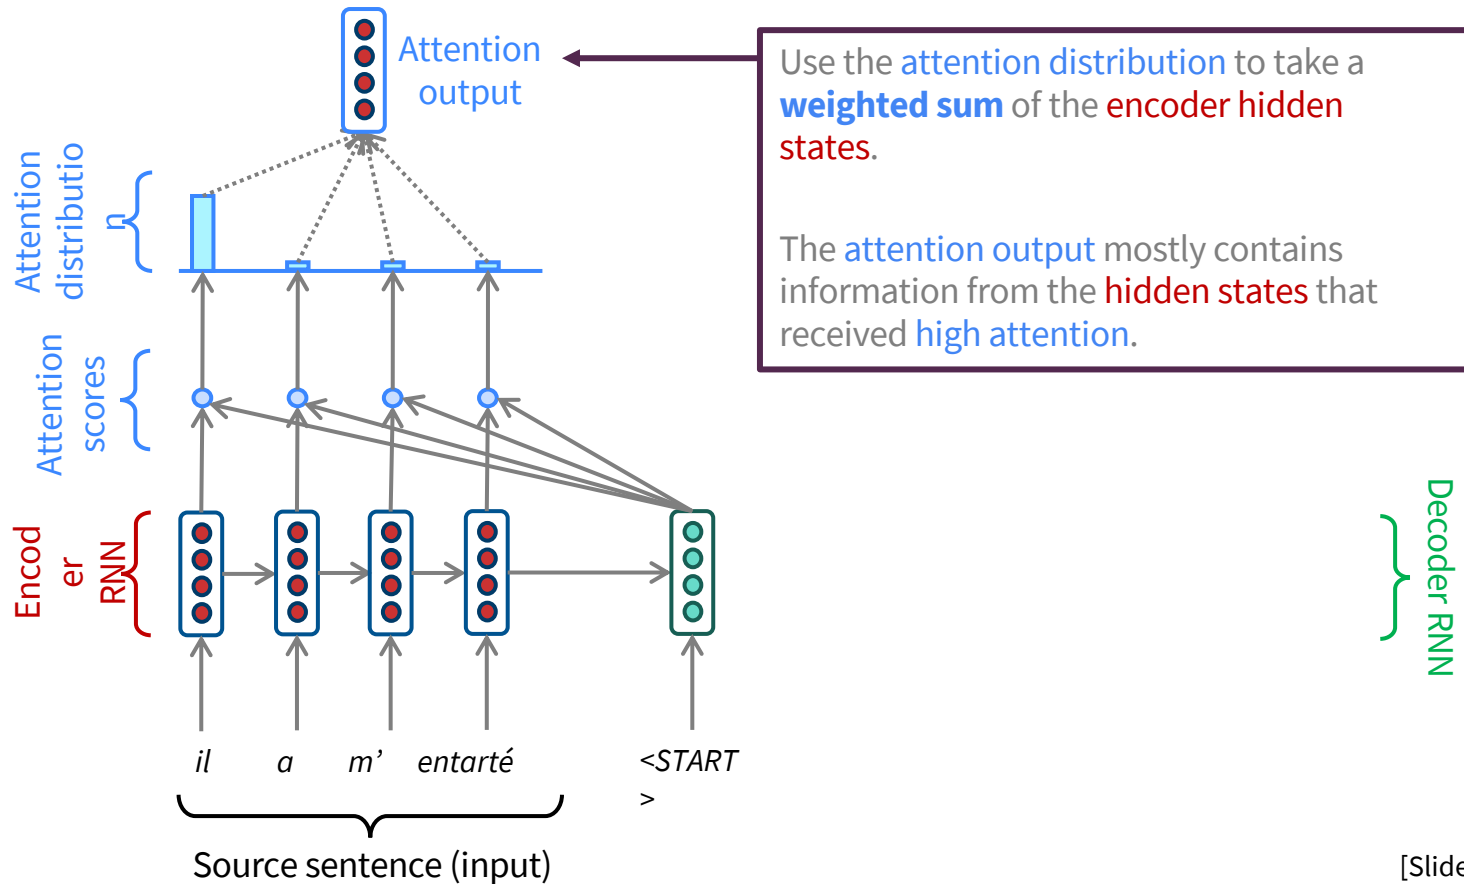 Attention
output
Use the attention distribution to take a
weighted sum of the encoder hidden
states.
The attention output mostly contains
information from the hidden states that
received high attention.
Attention
distributio
n
Attention
scores
Encod
er
RNN
Decoder RNN
il a m’ entarté <START
>
Source sentence (input)
[Slide